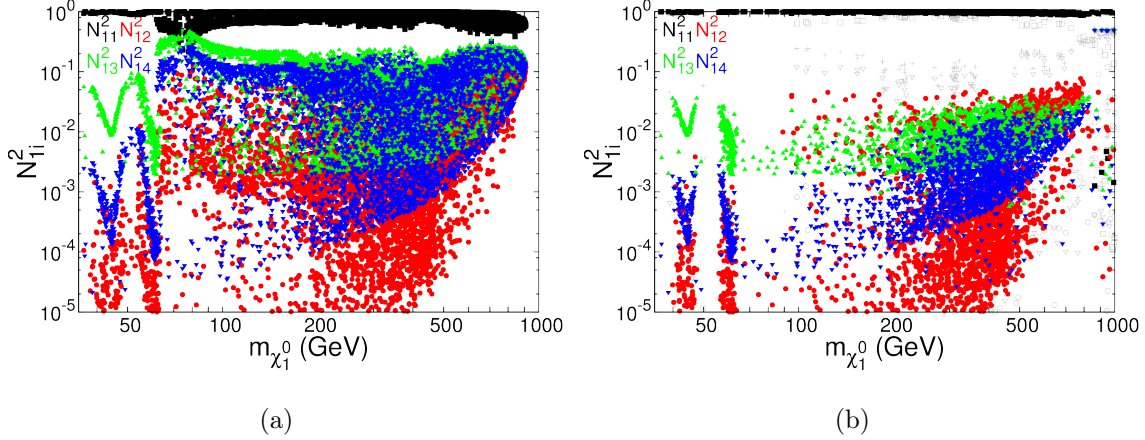 10⁰
10⁻¹
10⁻²
10⁻³
10⁻⁴
10⁻⁵
N²₁ᵢ
N²₁₁ N²₁₂
N²₁₃ N²₁₄
50 100 200 500 1000
m_χ⁰₁ (GeV)
(a)
10⁰
10⁻¹
10⁻²
10⁻³
10⁻⁴
10⁻⁵
N²₁ᵢ
N²₁₁ N²₁₂
N²₁₃ N²₁₄
50 100 200 500 1000
m_χ⁰₁ (GeV)
(b)